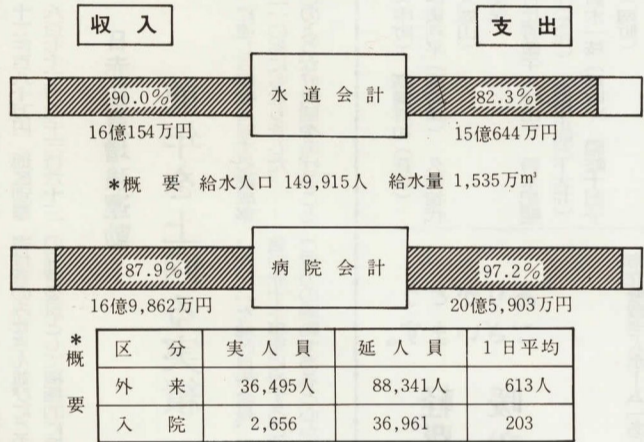 収入 支出
90.0% 水道会計 82.3%
16億154万円 15億644万円
*概要 給水人口 149,915人 給水量 1,535万m³
87.9% 病院会計 97.2%
16億9,862万円 20億5,903万円
*概要
区分 実人員 延人員 1日平均
外来 36,495人 88,341人 613人
入院 2,656 36,961 203